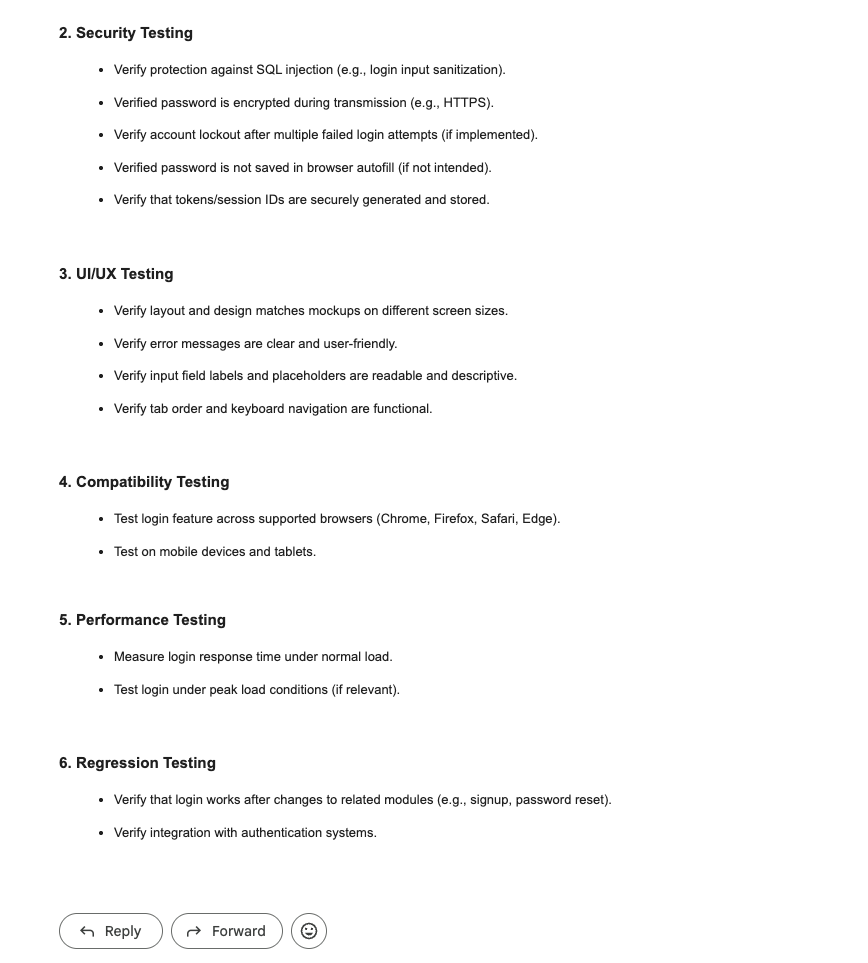 2. Security Testing
• Verify protection against SQL injection (e.g., login input sanitization).
• Verified password is encrypted during transmission (e.g., HTTPS).
• Verify account lockout after multiple failed login attempts (if implemented).
• Verified password is not saved in browser autofill (if not intended).
• Verify that tokens/session IDs are securely generated and stored.
3. UI/UX Testing
• Verify layout and design matches mockups on different screen sizes.
• Verify error messages are clear and user-friendly.
• Verify input field labels and placeholders are readable and descriptive.
• Verify tab order and keyboard navigation are functional.
4. Compatibility Testing
• Test login feature across supported browsers (Chrome, Firefox, Safari, Edge).
• Test on mobile devices and tablets.
5. Performance Testing
• Measure login response time under normal load.
• Test login under peak load conditions (if relevant).
6. Regression Testing
• Verify that login works after changes to related modules (e.g., signup, password reset).
• Verify integration with authentication systems.
Reply Forward